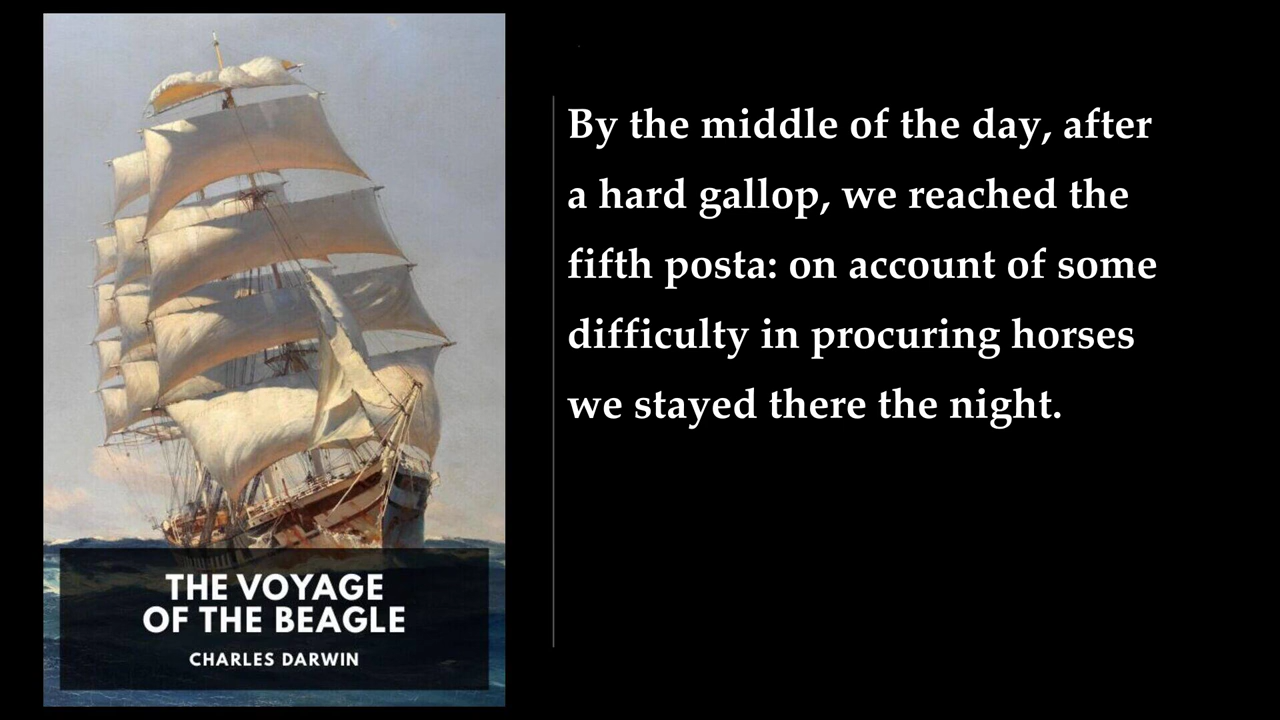 THE VOYAGE
OF THE BEAGLE
CHARLES DARWIN
By the middle of the day, after
a hard gallop, we reached the
fifth posta: on account of some
difficulty in procuring horses
we stayed there the night.